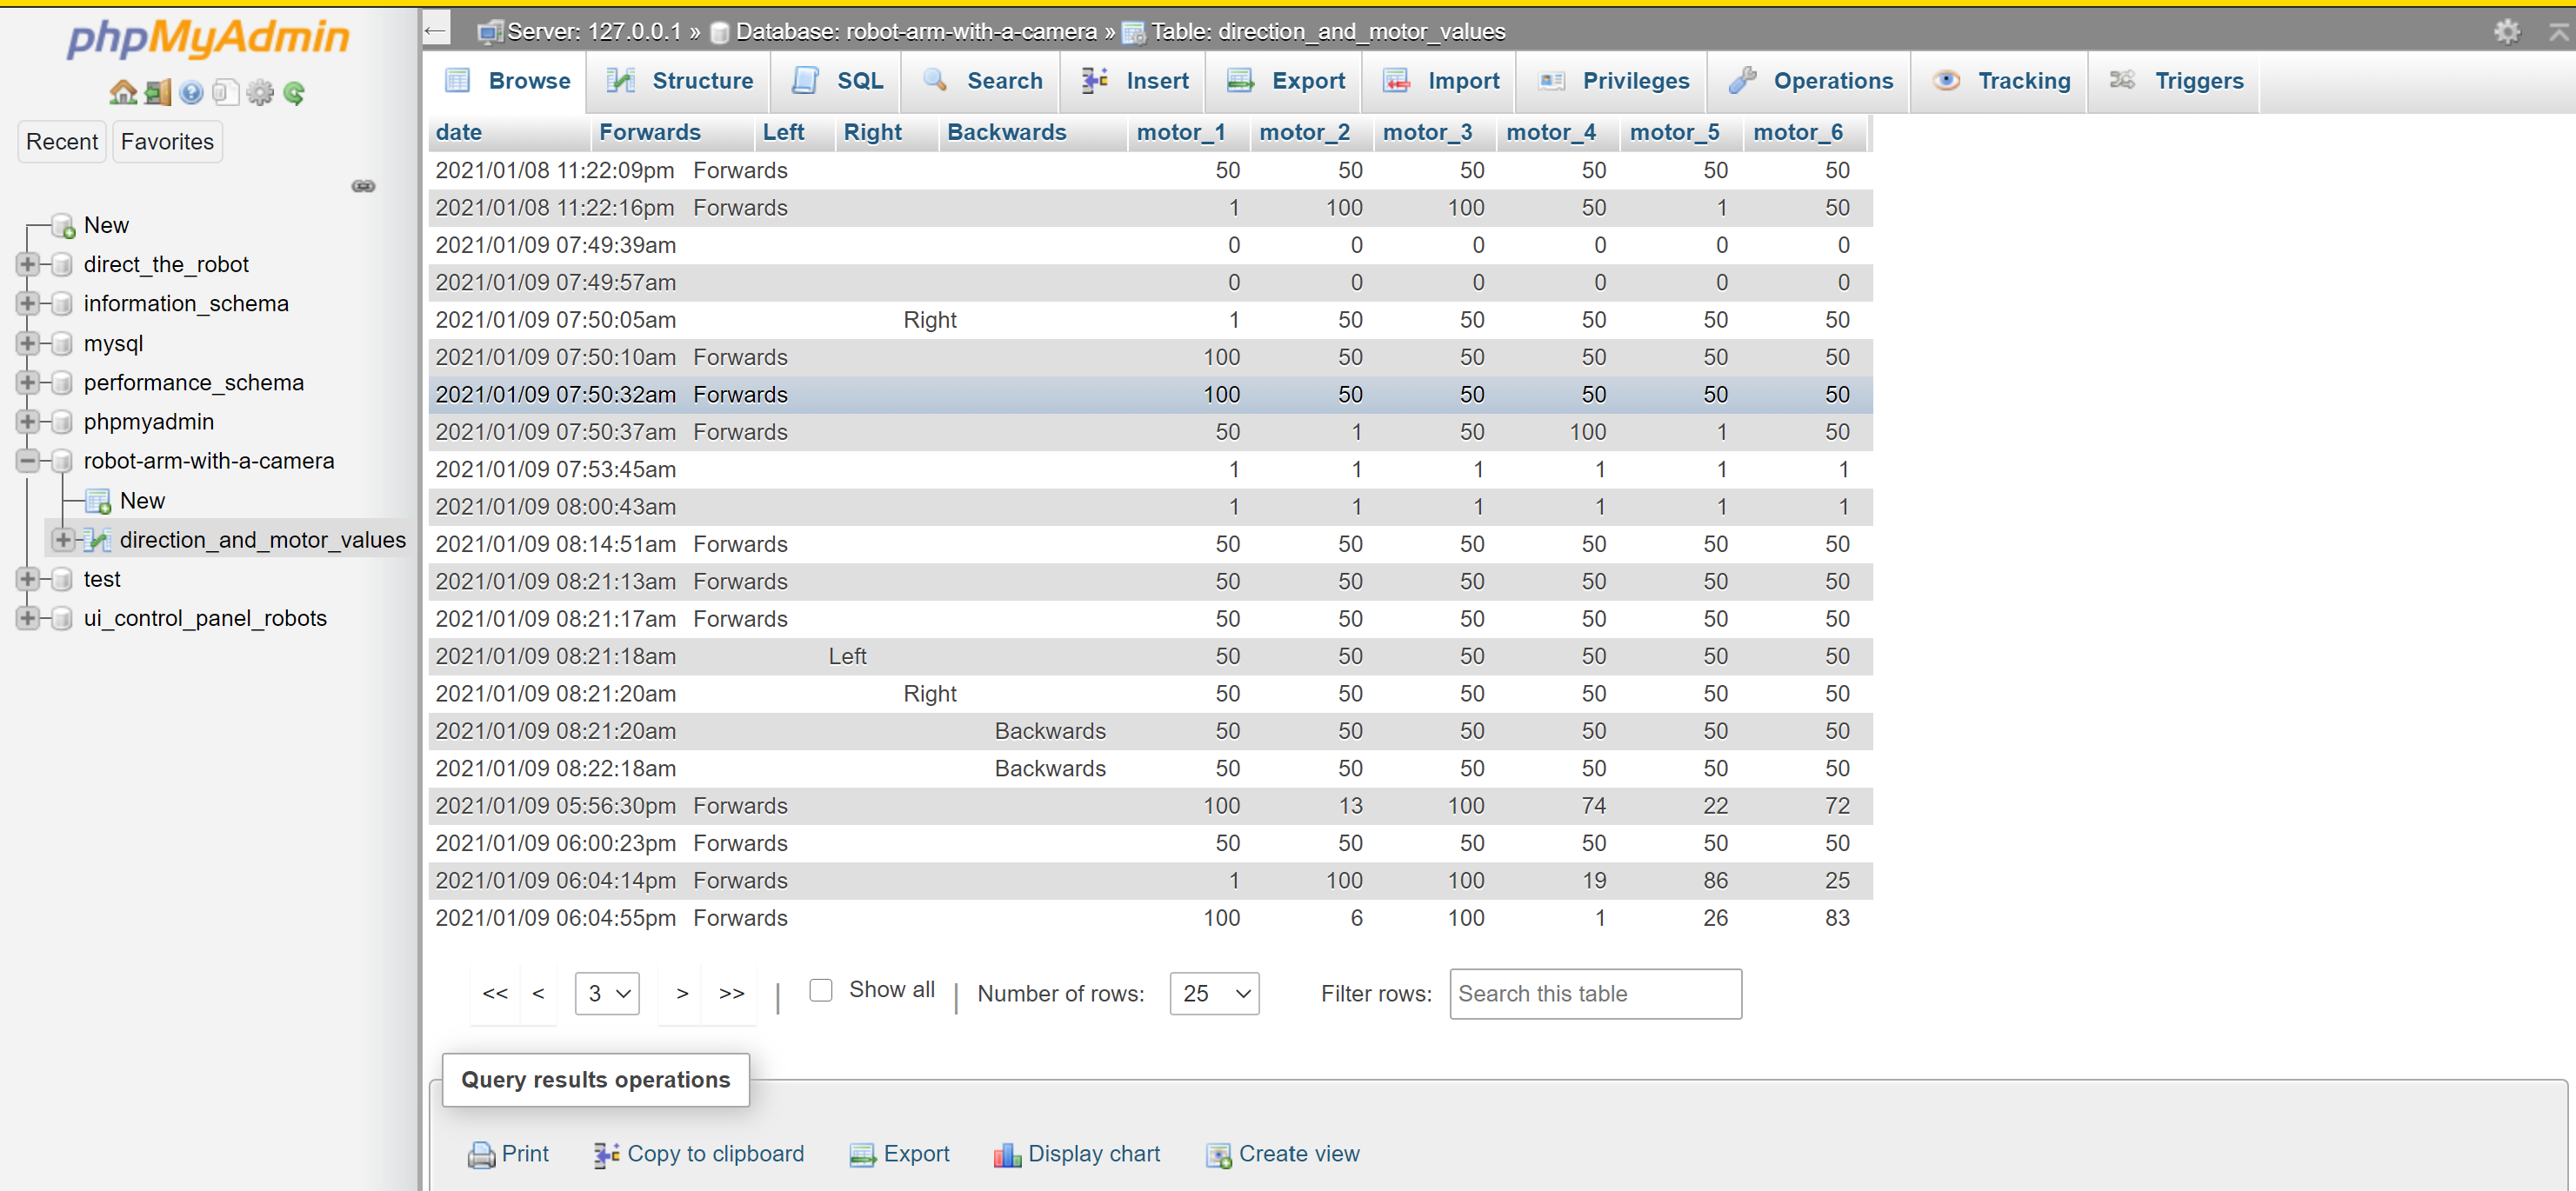 phpMyAdmin
Recent Favorites
New
direct_the_robot
information_schema
mysql
performance_schema
phpmyadmin
robot-arm-with-a-camera
New
direction_and_motor_values
test
ui_control_panel_robots
← Server: 127.0.0.1 » Database: robot-arm-with-a-camera » Table: direction_and_motor_values
Browse Structure SQL Search Insert Export Import Privileges Operations Tracking Triggers
date Forwards Left Right Backwards motor_1 motor_2 motor_3 motor_4 motor_5 motor_6
2021/01/08 11:22:09pm Forwards 50 50 50 50 50 50
2021/01/08 11:22:16pm Forwards 1 100 100 50 1 50
2021/01/09 07:49:39am 0 0 0 0 0 0
2021/01/09 07:49:57am 0 0 0 0 0 0
2021/01/09 07:50:05am Right 1 50 50 50 50 50
2021/01/09 07:50:10am Forwards 100 50 50 50 50 50
2021/01/09 07:50:32am Forwards 100 50 50 50 50 50
2021/01/09 07:50:37am Forwards 50 1 50 100 1 50
2021/01/09 07:53:45am 1 1 1 1 1 1
2021/01/09 08:00:43am 1 1 1 1 1 1
2021/01/09 08:14:51am Forwards 50 50 50 50 50 50
2021/01/09 08:21:13am Forwards 50 50 50 50 50 50
2021/01/09 08:21:17am Forwards 50 50 50 50 50 50
2021/01/09 08:21:18am Left 50 50 50 50 50 50
2021/01/09 08:21:20am Right 50 50 50 50 50 50
2021/01/09 08:21:20am Backwards 50 50 50 50 50 50
2021/01/09 08:22:18am Backwards 50 50 50 50 50 50
2021/01/09 05:56:30pm Forwards 100 13 100 74 22 72
2021/01/09 06:00:23pm Forwards 50 50 50 50 50 50
2021/01/09 06:04:14pm Forwards 1 100 100 19 86 25
2021/01/09 06:04:55pm Forwards 100 6 100 1 26 83
<< < 3 > >> | Show all | Number of rows: 25 Filter rows: Search this table
Query results operations
Print Copy to clipboard Export Display chart Create view